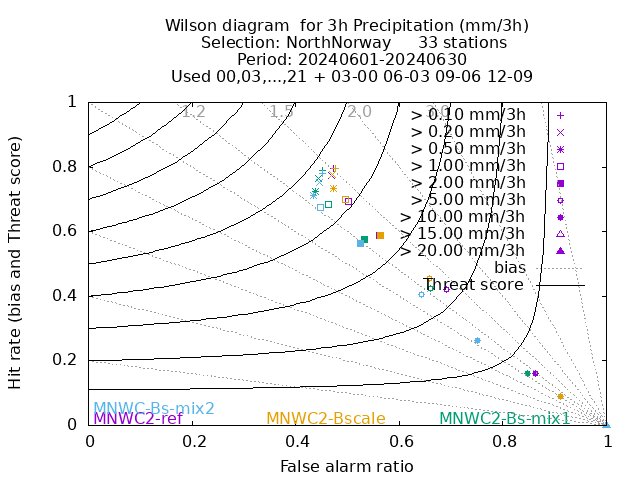 Wilson diagram  for 3h Precipitation (mm/3h)
Selection: NorthNorway     33 stations
Period: 20240601-20240630
Used 00,03,...,21 + 03-00 06-03 09-06 12-09
Hit rate (bias and Threat score)
1
0.8
0.6
0.4
0.2
0
1.2
1.5
2.0
3.0
> 0.10 mm/3h
> 0.20 mm/3h
> 0.50 mm/3h
> 1.00 mm/3h
> 2.00 mm/3h
> 5.00 mm/3h
> 10.00 mm/3h
> 15.00 mm/3h
> 20.00 mm/3h
bias
Threat score
MNWC-Bs-mix2
MNWC2-ref
MNWC2-Bscale
MNWC2-Bs-mix1
0 0.2 0.4 0.6 0.8 1
False alarm ratio